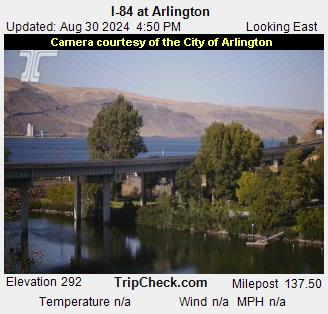 I-84 at Arlington
Updated: Aug 30 2024 4:50 PM Looking East
Camera courtesy of the City of Arlington
Elevation 292 TripCheck.com Milepost 137.50
Temperature n/a Wind n/a MPH n/a